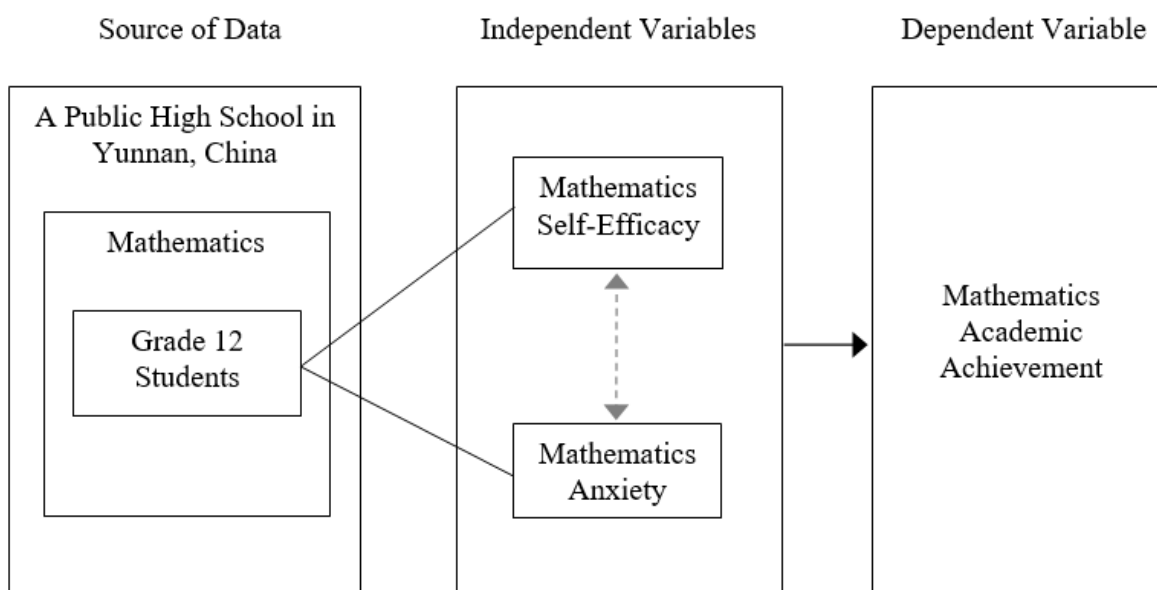 Source of Data
Independent Variables
Dependent Variable
A Public High School in
Yunnan, China
Mathematics
Grade 12
Students
Mathematics
Self-Efficacy
Mathematics
Anxiety
Mathematics
Academic
Achievement